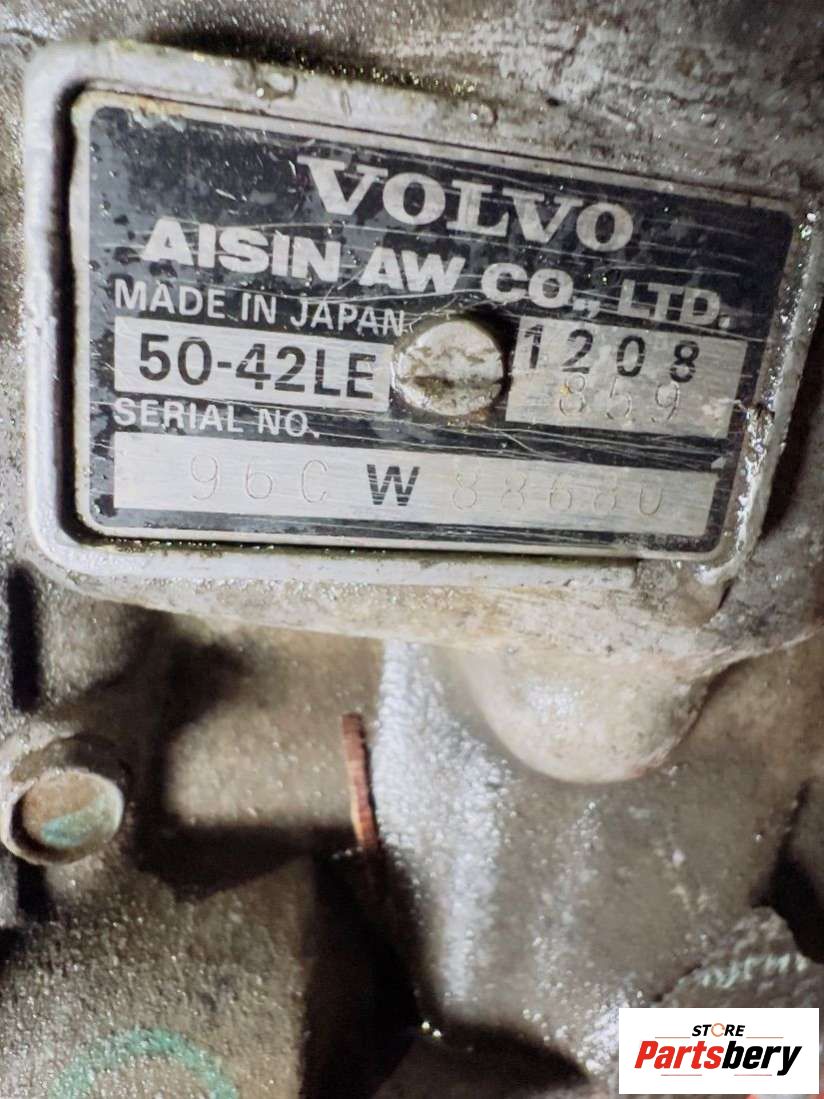 VOLVO
AISIN AW CO., LTD.
MADE IN JAPAN
50-42LE
1208
859
SERIAL NO.
96C W 88680
STORE
Partsbery